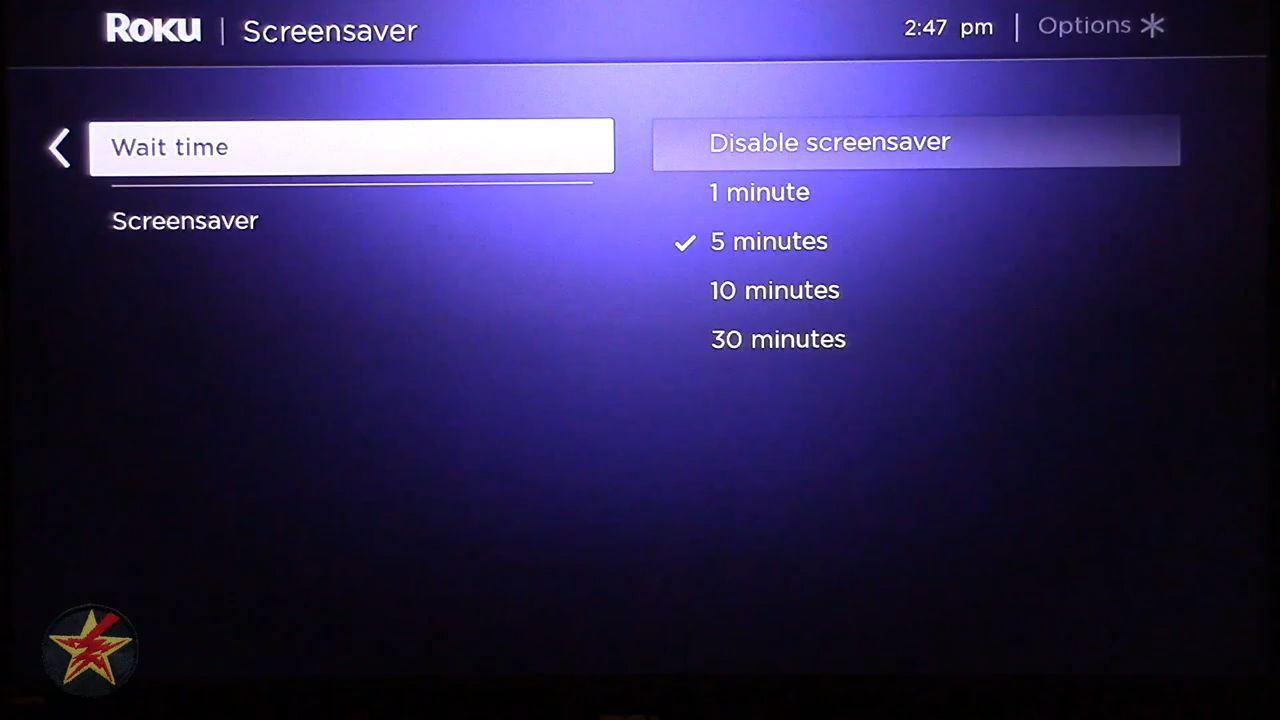 Roku | Screensaver
2:47 pm | Options
Wait time
Screensaver
Disable screensaver
1 minute
5 minutes
10 minutes
30 minutes